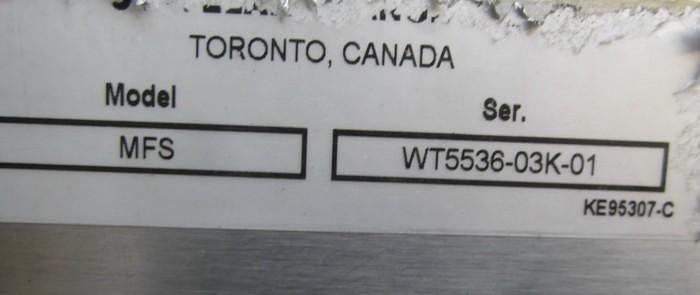 TORONTO, CANADA
Model Ser.
MFS WT5536-03K-01
KE95307-C